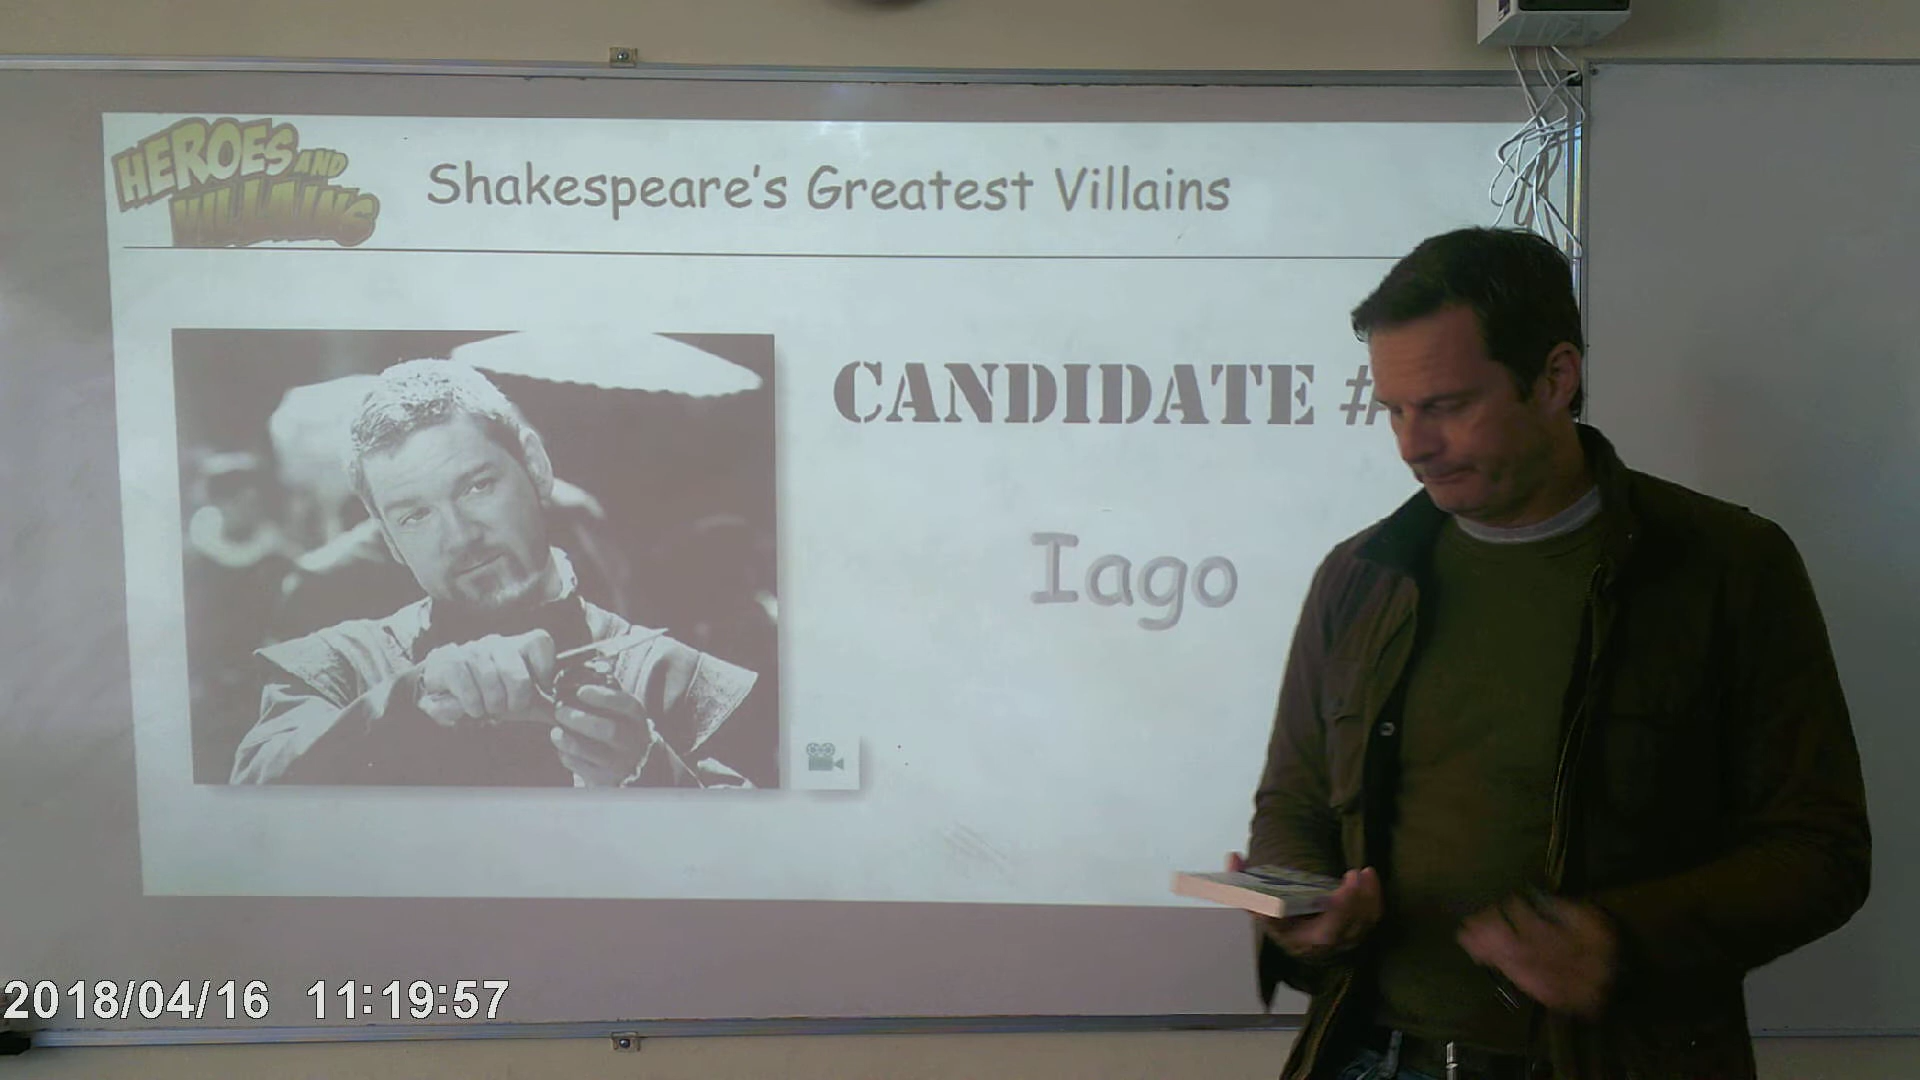 HEROES AND
VILLAINS
Shakespeare's Greatest Villains
CANDIDATE #
Iago
2018/04/16 11:19:57